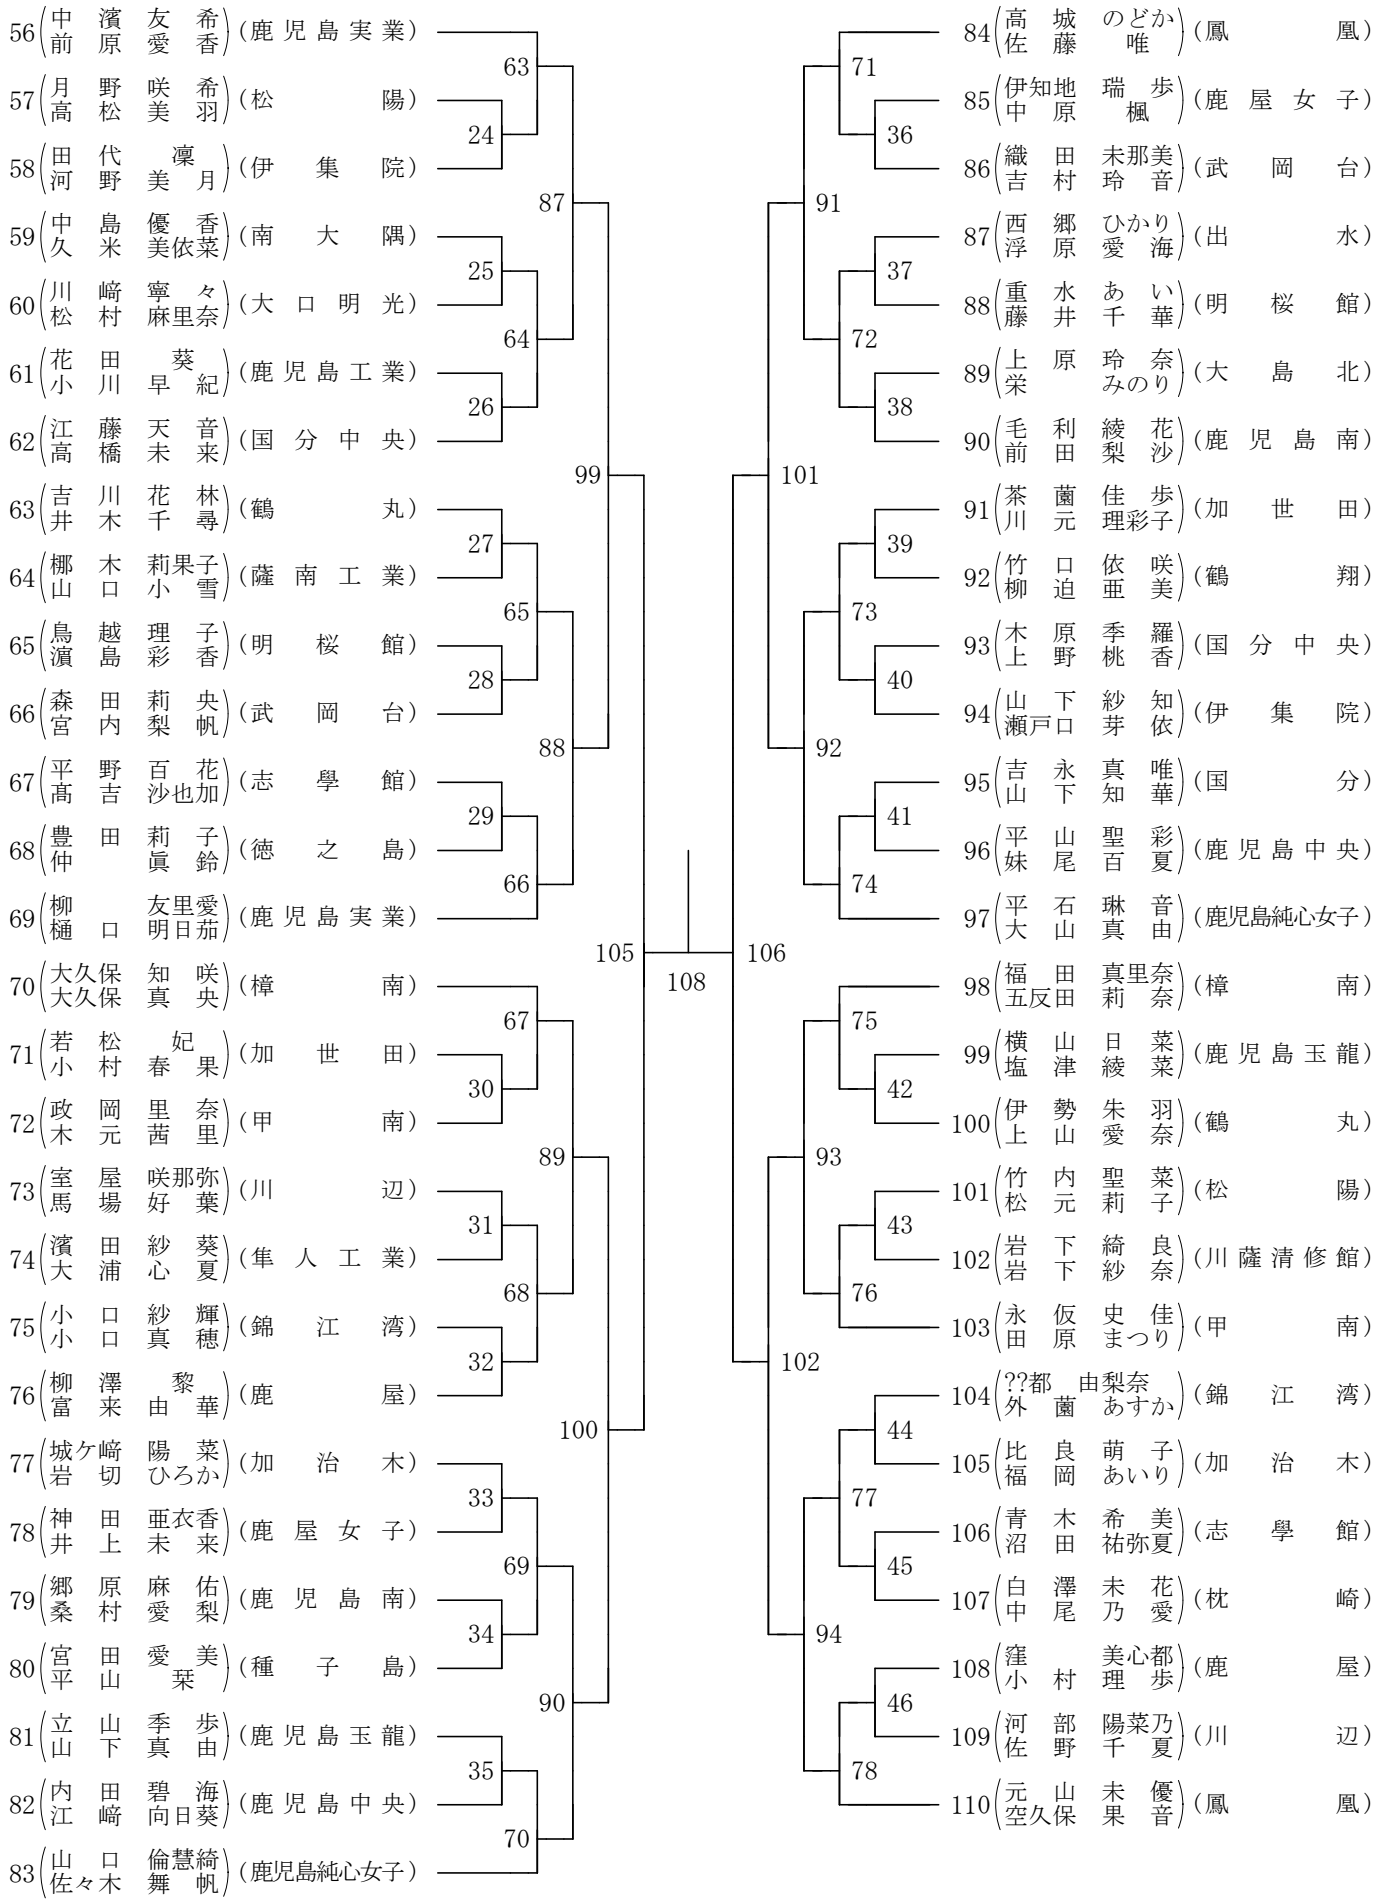 56(中濱友希 前原愛香)(鹿児島実業)
57(月野咲希 高松美羽)(松陽)
58(田代凜 河野美月)(伊集院)
59(中島優香 久米美依菜)(南大隅)
60(川﨑寧々 松村麻里奈)(大口明光)
61(花田葵 小川早紀)(鹿児島工業)
62(江藤天音 高橋未来)(国分中央)
63(吉川花林 井木千尋)(鶴丸)
64(梛木莉果子 山口小雪)(薩南工業)
65(鳥越理子 濵島彩香)(明桜館)
66(森田莉央 宮内梨帆)(武岡台)
67(平野百花 髙吉沙也加)(志學館)
68(豊田莉子 仲眞鈴)(徳之島)
69(柳友里愛 樋口明日茄)(鹿児島実業)
70(大久保知咲 大久保真央)(樟南)
71(若松妃 小村春果)(加世田)
72(政岡里奈 木元茜里)(甲南)
73(室屋咲那弥 馬場好葉)(川辺)
74(濱田紗葵 大浦心夏)(隼人工業)
75(小口紗輝 小口真穂)(錦江湾)
76(柳澤黎 富来由華)(鹿屋)
77(城ケ﨑陽菜 岩切ひろか)(加治木)
78(神田亜衣香 井上未来)(鹿屋女子)
79(郷原麻佑 桑村愛梨)(鹿児島南)
80(宮田愛美 平山栞)(種子島)
81(立山季歩 山下真由)(鹿児島玉龍)
82(内田碧海 江﨑向日葵)(鹿児島中央)
83(山口倫慧綺 佐々木舞帆)(鹿児島純心女子)
63
24
87
25
64
26
99
27
65
28
88
29
66
105
67
30
89
31
68
32
100
33
69
34
90
35
70
108
106
71
36
91
37
72
38
101
39
73
40
92
41
74
75
42
93
43
76
102
44
77
45
94
46
78
84(高城のどか 佐藤唯)(鳳凰)
85(伊知地瑞歩 中原楓)(鹿屋女子)
86(織田未那美 吉村玲音)(武岡台)
87(西郷ひかり 浮原愛海)(出水)
88(重水あい 藤井千華)(明桜館)
89(上原玲奈 栄みのり)(大島北)
90(毛利綾花 前田梨沙)(鹿児島南)
91(茶薗佳歩 川元理彩子)(加世田)
92(竹口依咲 柳迫亜美)(鶴翔)
93(木原季羅 上野桃香)(国分中央)
94(山下紗知 瀬戸口芽依)(伊集院)
95(吉永真唯 山下知華)(国分)
96(平山聖彩 妹尾百夏)(鹿児島中央)
97(平石琳音 大山真由)(鹿児島純心女子)
98(福田真里奈 五反田莉奈)(樟南)
99(横山日菜 塩津綾菜)(鹿児島玉龍)
100(伊勢朱羽 上山愛奈)(鶴丸)
101(竹内聖菜 松元莉子)(松陽)
102(岩下綺良 岩下紗奈)(川薩清修館)
103(永仮史佳 田原まつり)(甲南)
104(??都由梨奈 外薗あすか)(錦江湾)
105(比良萌子 福岡あいり)(加治木)
106(青木希美 沼田祐弥夏)(志學館)
107(白澤未花 中尾乃愛)(枕崎)
108(窪美心都 小村理歩)(鹿屋)
109(河部陽菜乃 佐野千夏)(川辺)
110(元山未優 空久保果音)(鳳凰)